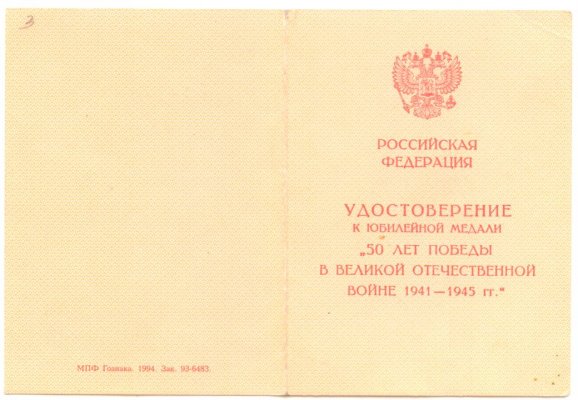 3
МПФ Гознака. 1994. Зак. 93-6483.
РОССИЙСКАЯ
ФЕДЕРАЦИЯ
УДОСТОВЕРЕНИЕ
К ЮБИЛЕЙНОЙ МЕДАЛИ
„50 ЛЕТ ПОБЕДЫ
В ВЕЛИКОЙ ОТЕЧЕСТВЕННОЙ
ВОЙНЕ 1941—1945 гг."